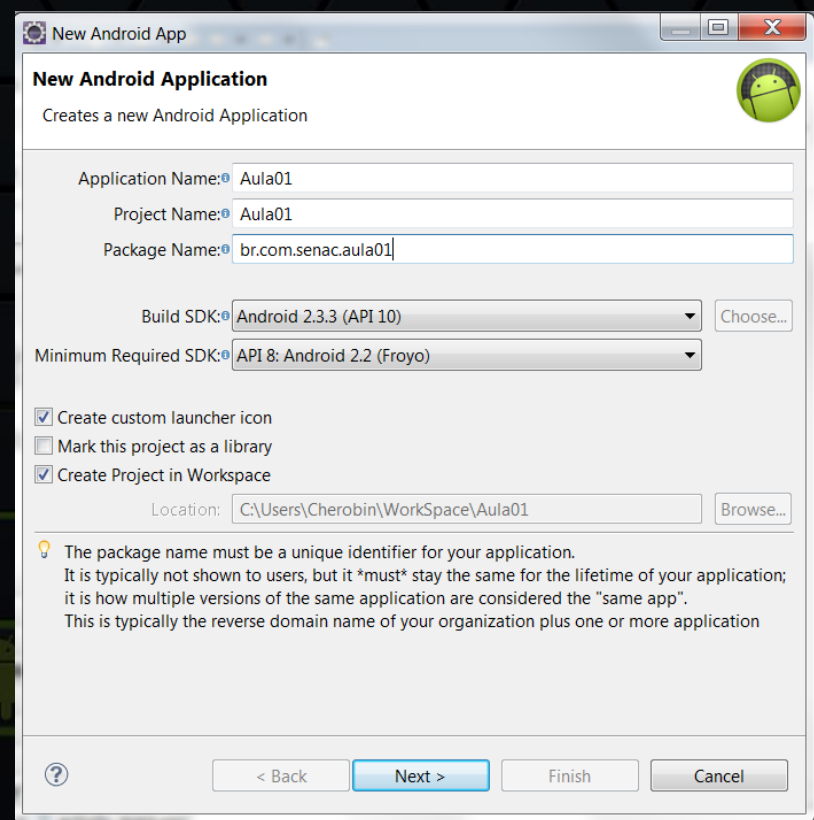 New Android App
New Android Application
Creates a new Android Application
Application Name: Aula01
Project Name: Aula01
Package Name: br.com.senac.aula01
Build SDK: Android 2.3.3 (API 10) Choose...
Minimum Required SDK: API 8: Android 2.2 (Froyo)
Create custom launcher icon
Mark this project as a library
Create Project in Workspace
Location: C:\Users\Cherobin\WorkSpace\Aula01 Browse...
The package name must be a unique identifier for your application.
It is typically not shown to users, but it *must* stay the same for the lifetime of your application;
it is how multiple versions of the same application are considered the "same app".
This is typically the reverse domain name of your organization plus one or more application
? < Back Next > Finish Cancel